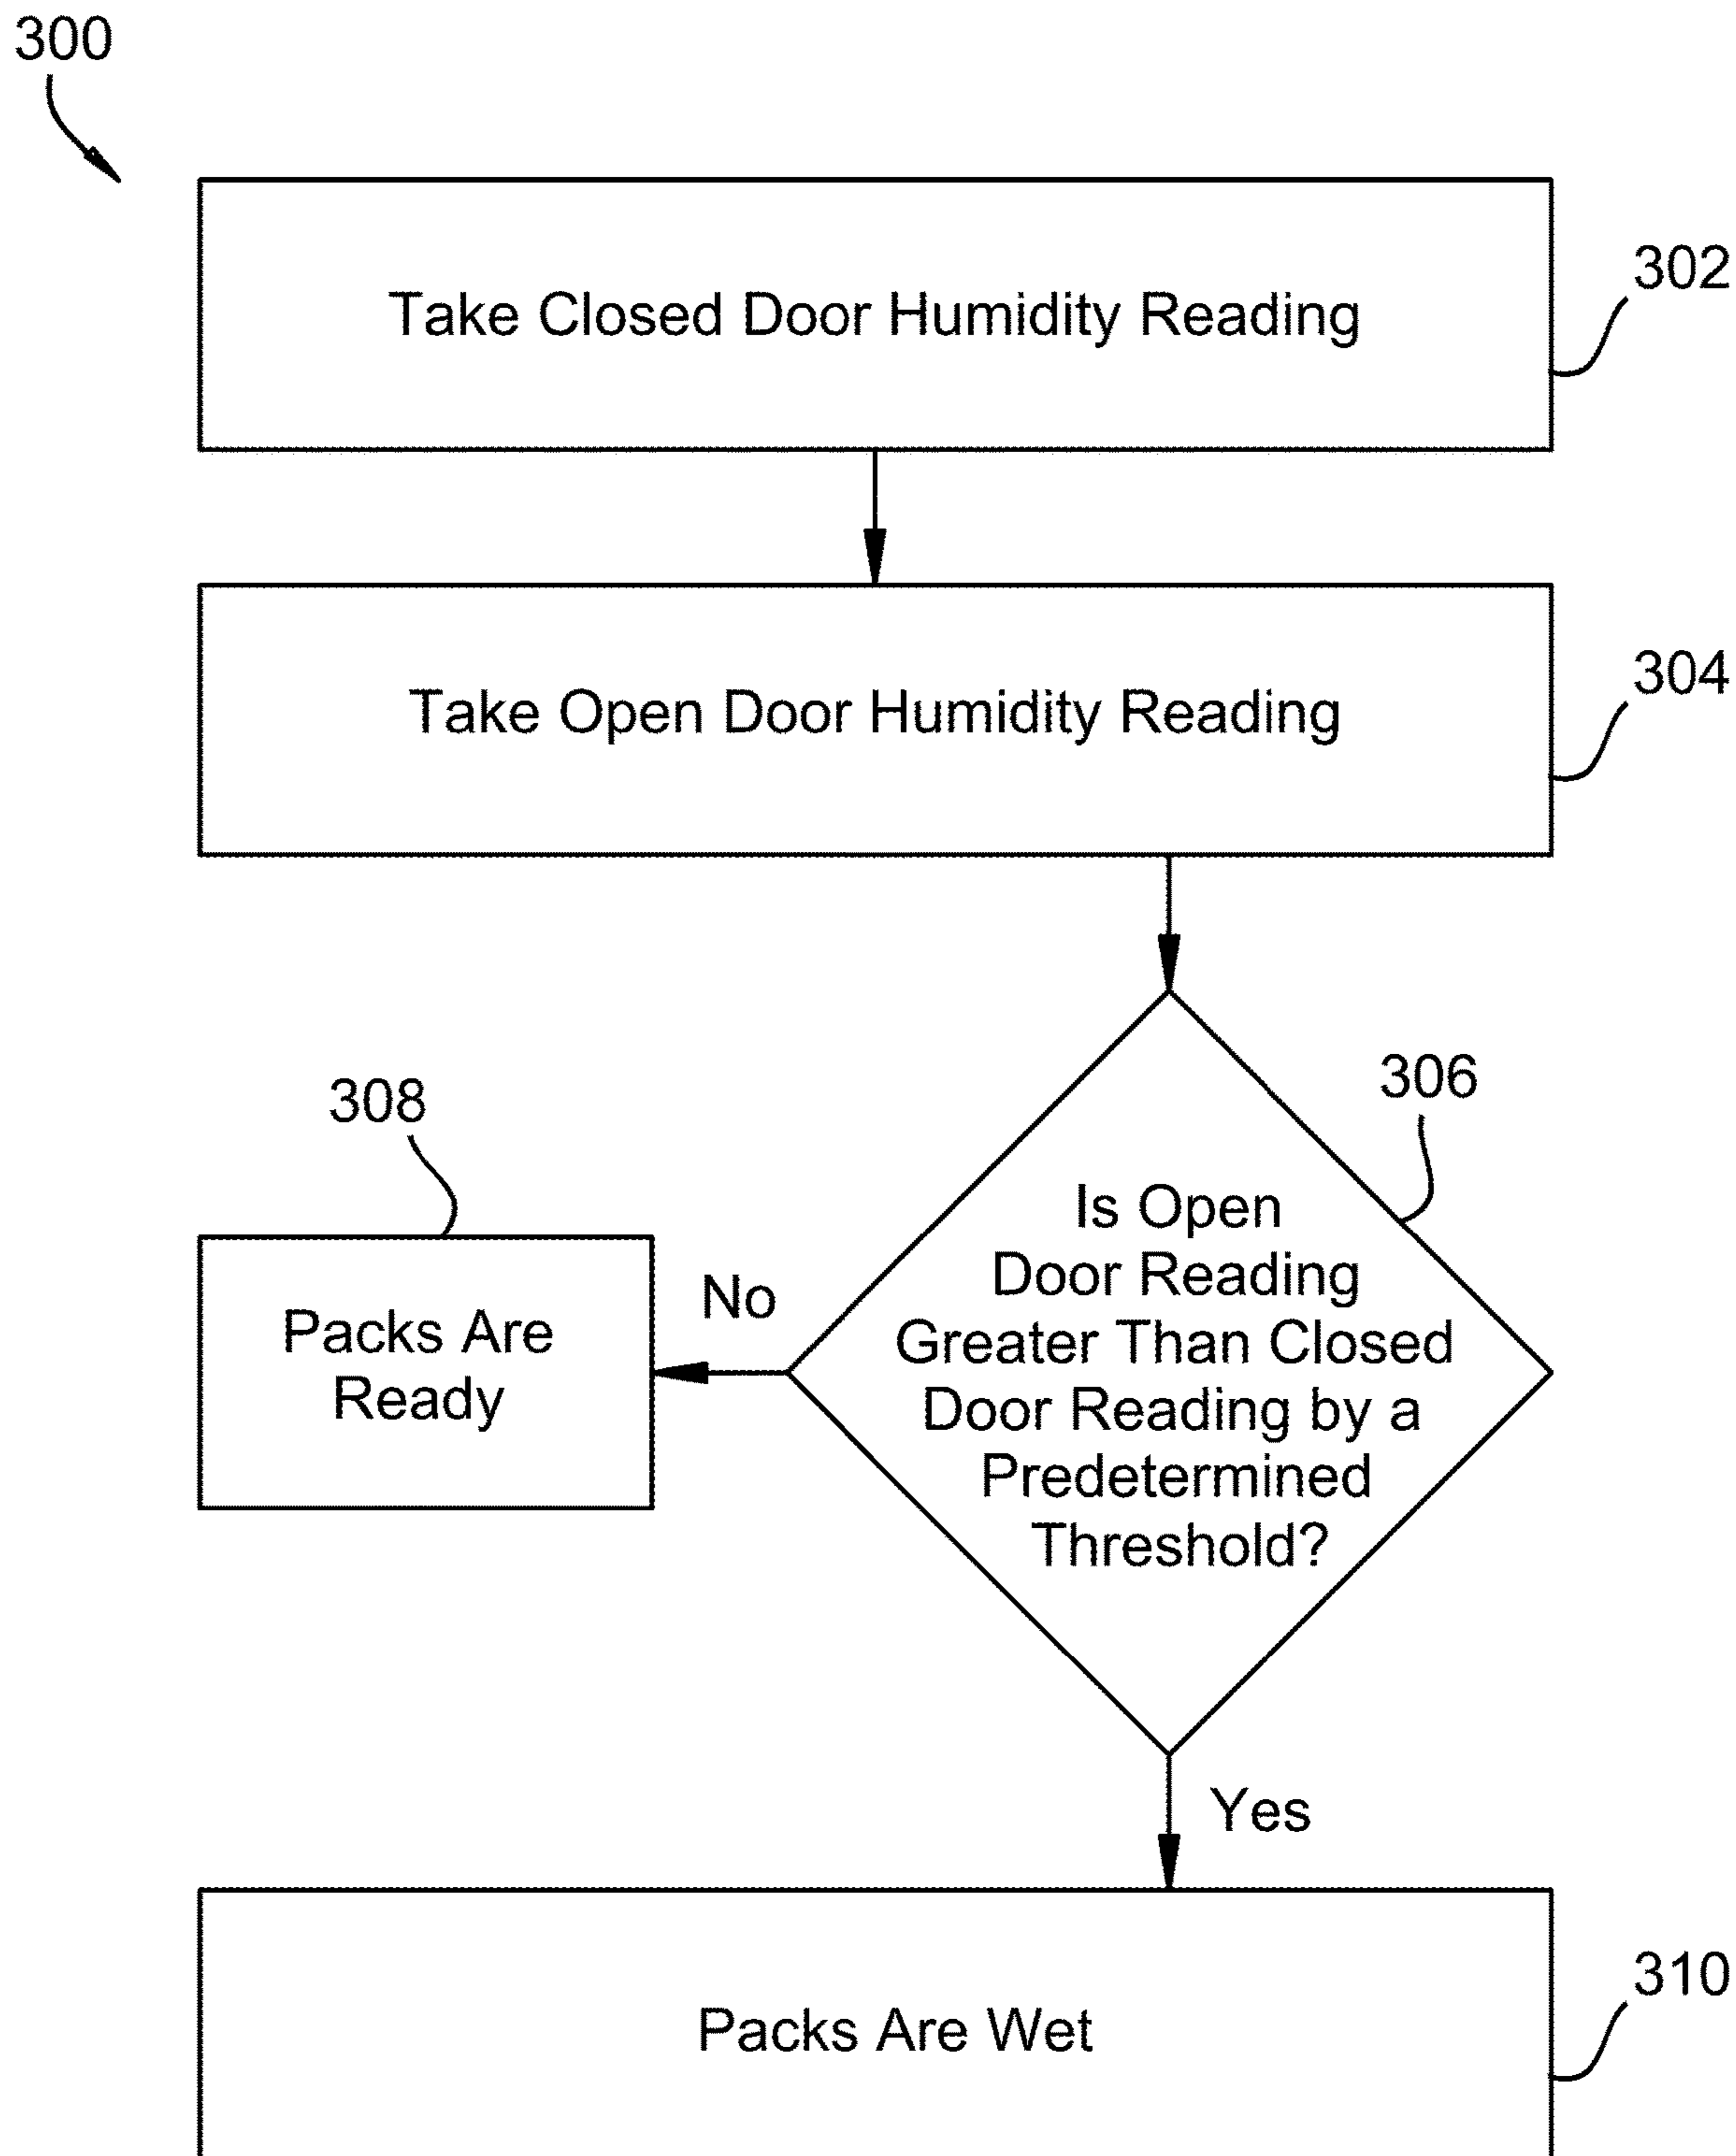 300
Take Closed Door Humidity Reading
302
Take Open Door Humidity Reading
304
306
Is Open
Door Reading
Greater Than Closed
Door Reading by a
Predetermined
Threshold?
No
308
Packs Are
Ready
Yes
Packs Are Wet
310